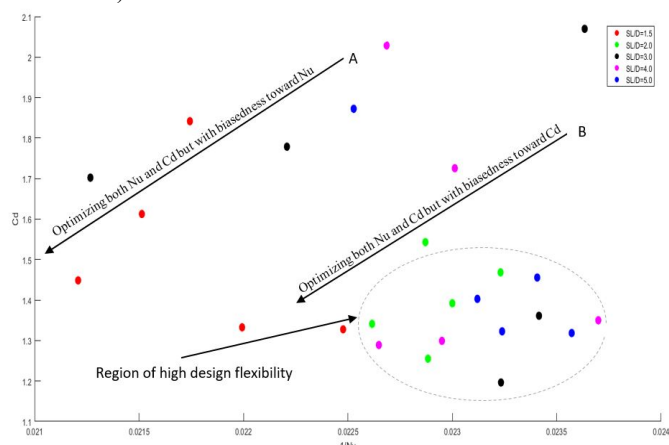 2.1
2
1.9
1.8
1.7
1.6
1.5
1.4
1.3
1.2
1.1
Cd
SL/D=1.5
SL/D=2.0
SL/D=3.0
SL/D=4.0
SL/D=5.0
A
Optimizing both Nu and Cd but with biasedness toward Nu
B
Optimizing both Nu and Cd but with biasedness toward Cd
Region of high design flexibility
0.021
0.0215
0.022
0.0225
0.023
0.0235
0.024